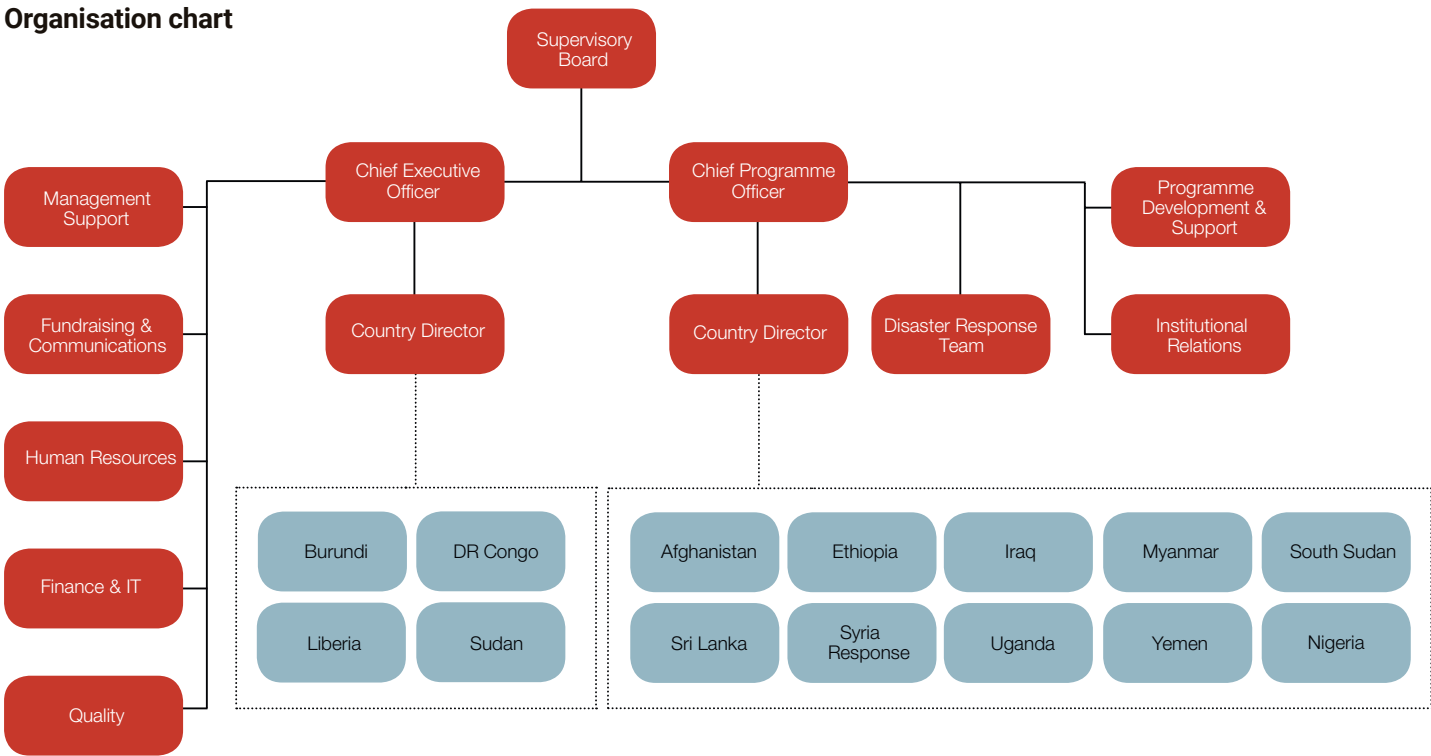 Organisation chart
Supervisory
Board
Chief Executive
Officer
Chief Programme
Officer
Management
Support
Programme
Development &
Support
Fundraising &
Communications
Country Director
Country Director
Disaster Response
Team
Institutional
Relations
Human Resources
Finance & IT
Quality
Burundi
DR Congo
Liberia
Sudan
Afghanistan
Ethiopia
Iraq
Myanmar
South Sudan
Sri Lanka
Syria
Response
Uganda
Yemen
Nigeria